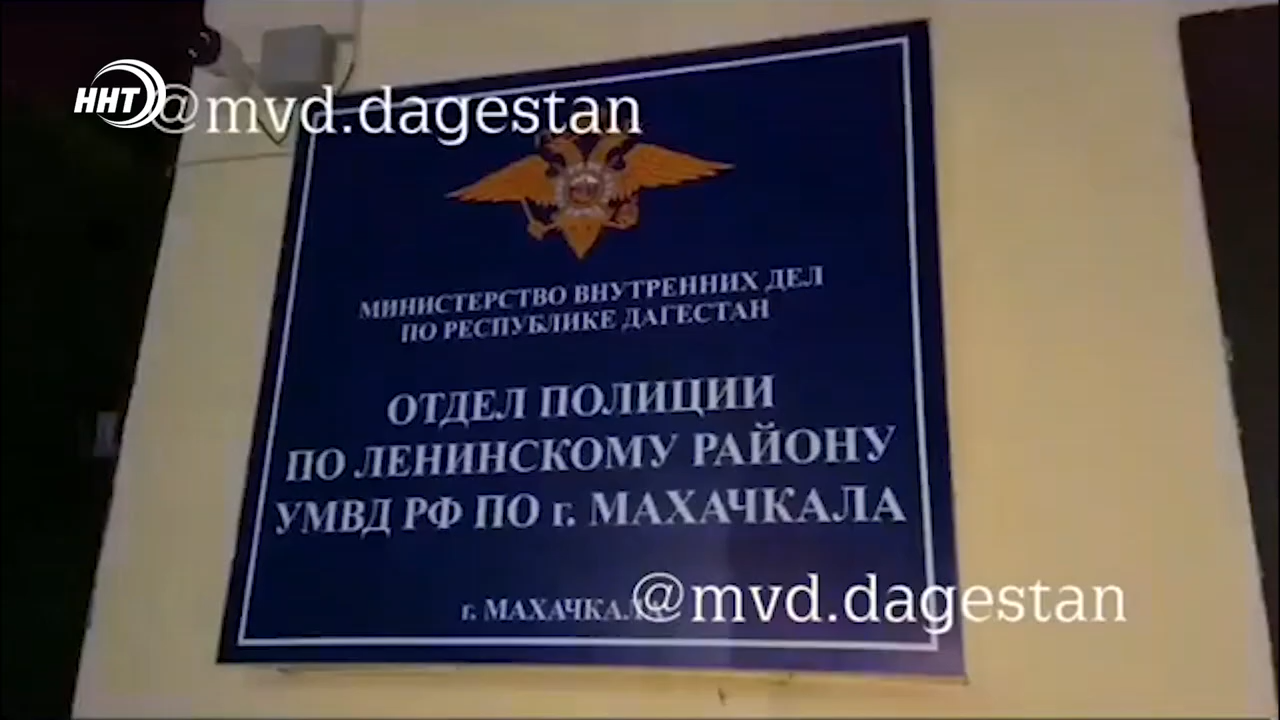 ННТ
@mvd.dagestan
МИНИСТЕРСТВО ВНУТРЕННИХ ДЕЛ
ПО РЕСПУБЛИКЕ ДАГЕСТАН
ОТДЕЛ ПОЛИЦИИ
ПО ЛЕНИНСКОМУ РАЙОНУ
УМВД РФ ПО г. МАХАЧКАЛА
г. МАХАЧКАЛА
@mvd.dagestan